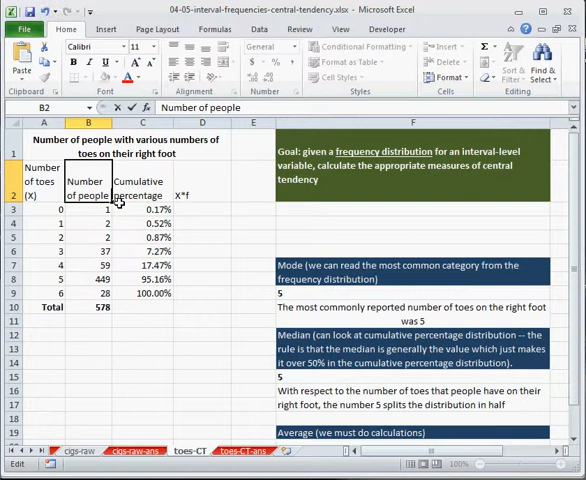 04-05-interval-frequencies-central-tendency.xlsx - Microsoft Excel
File Home Insert Page Layout Formulas Data Review View Developer
Calibri 11 General Conditional Formatting Insert
Paste B I U Format as Table Delete Sort & Find &
Cell Styles Format Filter Select
Clipboard Font Alignment Number Styles Cells Editing
B2 fx Number of people
A B C D E F
1 Number of people with various numbers of
toes on their right foot
Goal: given a frequency distribution for an interval-level
variable, calculate the appropriate measures of central
tendency
2 Number
of toes
(X)
Number
of people
Cumulative
percentage
X*f
3 0 1 0.17%
4 1 2 0.52%
5 2 2 0.87%
6 3 37 7.27%
7 4 59 17.47% Mode (we can read the most common category from the
8 5 449 95.16% frequency distribution)
9 6 28 100.00% 5
10 Total 578 The most commonly reported number of toes on the right foot
11 was 5
12 Median (can look at cumulative percentage distribution -- the
13 rule is that the median is generally the value which just makes
14 it over 50% in the cumulative percentage distribution).
15 5
16 With respect to the number of toes that people have on their
17 right foot, the number 5 splits the distribution in half
18
19 Average (we must do calculations)
cigs-raw cigs-raw-ans toes-CT toes-CT-ans
Edit 100%